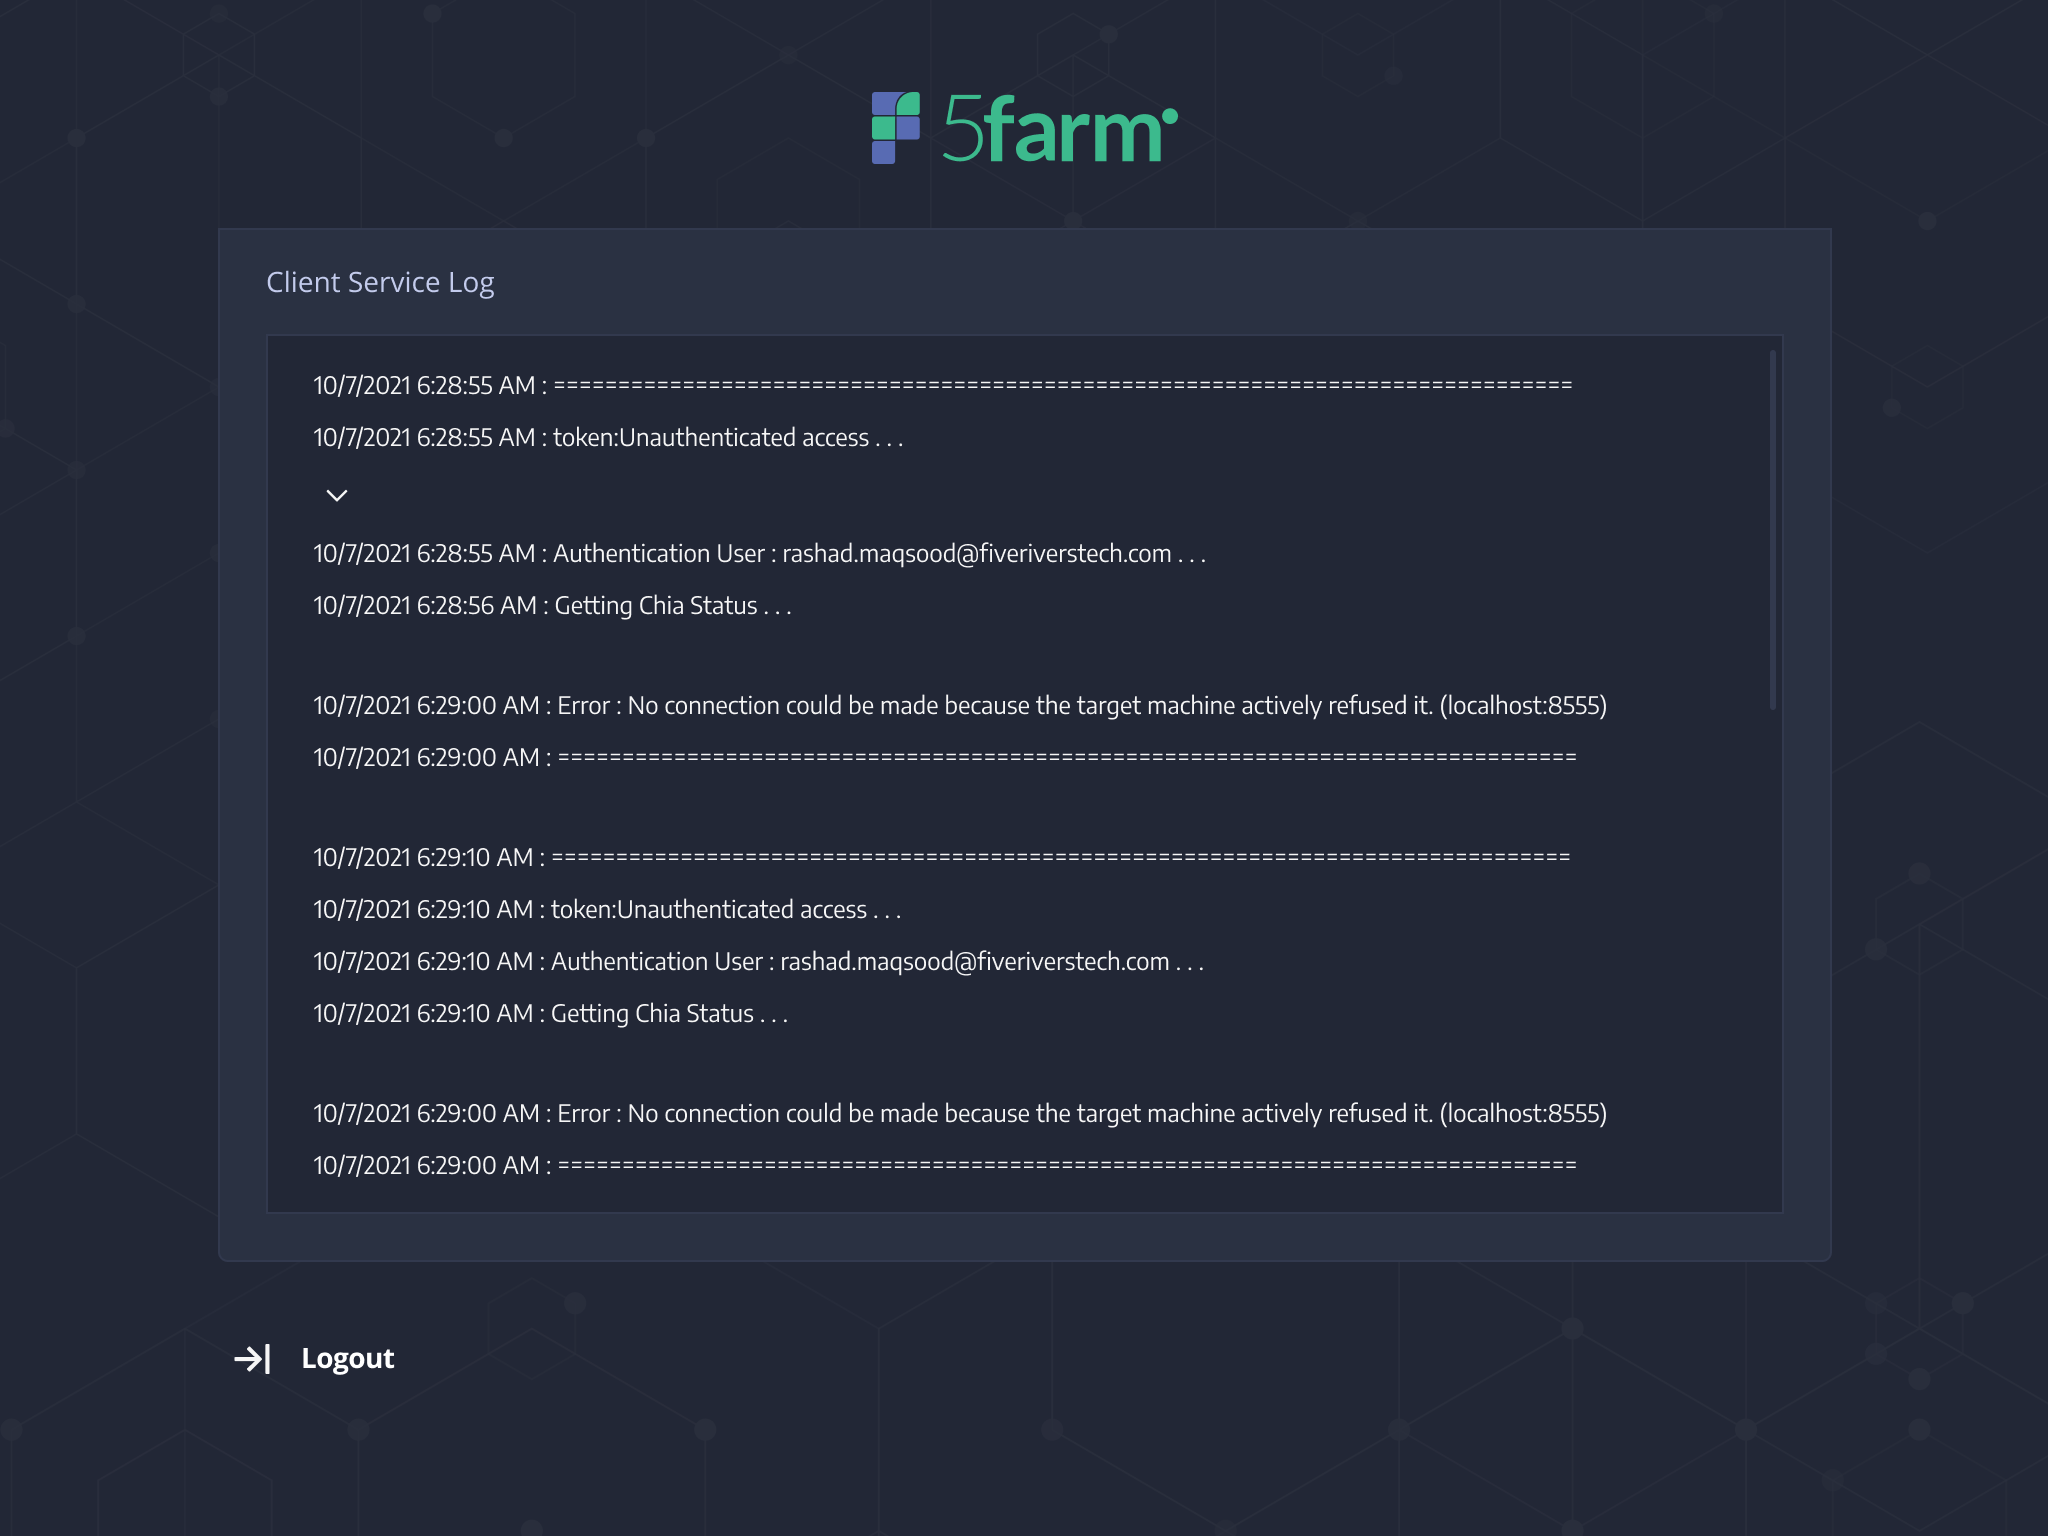 5farm
Client Service Log
10/7/2021 6:28:55 AM : ================================================================================
10/7/2021 6:28:55 AM : token:Unauthenticated access . . .
10/7/2021 6:28:55 AM : Authentication User : rashad.maqsood@fiveriverstech.com . . .
10/7/2021 6:28:56 AM : Getting Chia Status . . .
10/7/2021 6:29:00 AM : Error : No connection could be made because the target machine actively refused it. (localhost:8555)
10/7/2021 6:29:00 AM : ================================================================================
10/7/2021 6:29:10 AM : ================================================================================
10/7/2021 6:29:10 AM : token:Unauthenticated access . . .
10/7/2021 6:29:10 AM : Authentication User : rashad.maqsood@fiveriverstech.com . . .
10/7/2021 6:29:10 AM : Getting Chia Status . . .
10/7/2021 6:29:00 AM : Error : No connection could be made because the target machine actively refused it. (localhost:8555)
10/7/2021 6:29:00 AM : ================================================================================
Logout